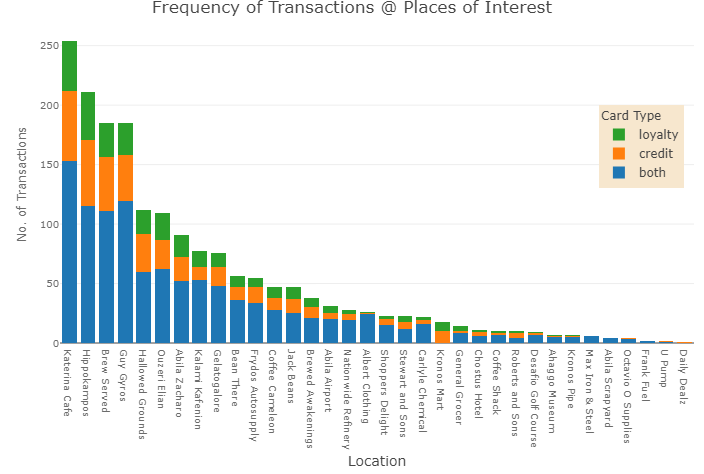 Frequency of Transactions @ Places of Interest
No. of Transactions
250
200
150
100
50
0
Card Type
loyalty
credit
both
Katerina Cafe
Hippokampos
Brew Served
Guy Gyros
Hallowed Grounds
Ouzeri Elian
Abila Zacharo
Kalami Kafenion
Gelatogalore
Bean There
Frydos Autosupply
Coffee Cameleon
Jack Beans
Brewed Awakenings
Abila Airport
Nationwide Refinery
Albert Clothing
Shoppers Delight
Stewart and Sons
Carlyle Chemical
Kronos Mart
General Grocer
Chostus Hotel
Coffee Shack
Roberts and Sons
Desafio Golf Course
Ahaggo Museum
Kronos Pipe
Max Iron & Steel
Abila Scrapyard
Octavio O Supplies
Frank Fuel
U Pump
Daily Dealz
Location